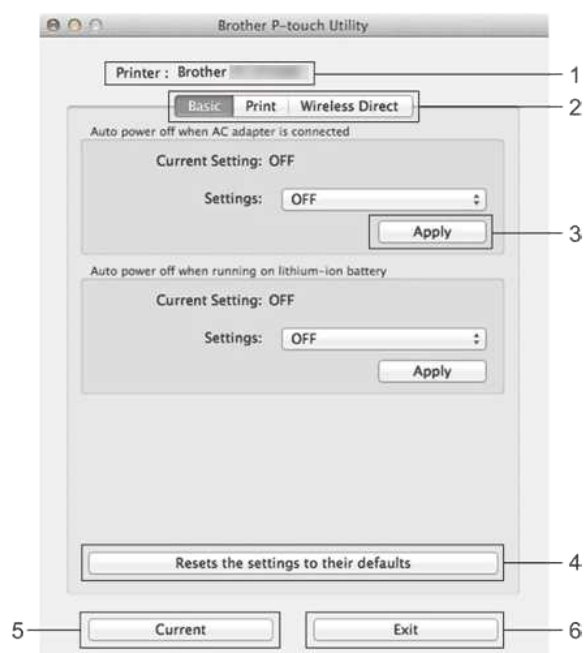 Brother P-touch Utility
Printer : Brother
1
Basic Print Wireless Direct
2
Auto power off when AC adapter is connected
Current Setting: OFF
Settings: OFF
Apply
3
Auto power off when running on lithium-ion battery
Current Setting: OFF
Settings: OFF
Apply
Resets the settings to their defaults
4
5
Current
Exit
6